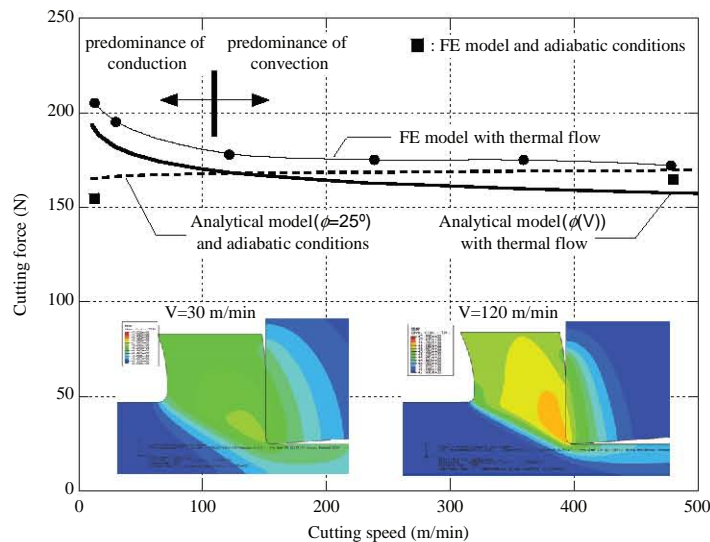 250
200
150
100
50
0
Cutting force (N)
predominance of
conduction
predominance of
convection
: FE model and adiabatic conditions
FE model with thermal flow
Analytical model(ϕ=25º)
and adiabatic conditions
Analytical model(ϕ(V))
with thermal flow
V=30 m/min
V=120 m/min
0
100
200
300
400
500
Cutting speed (m/min)